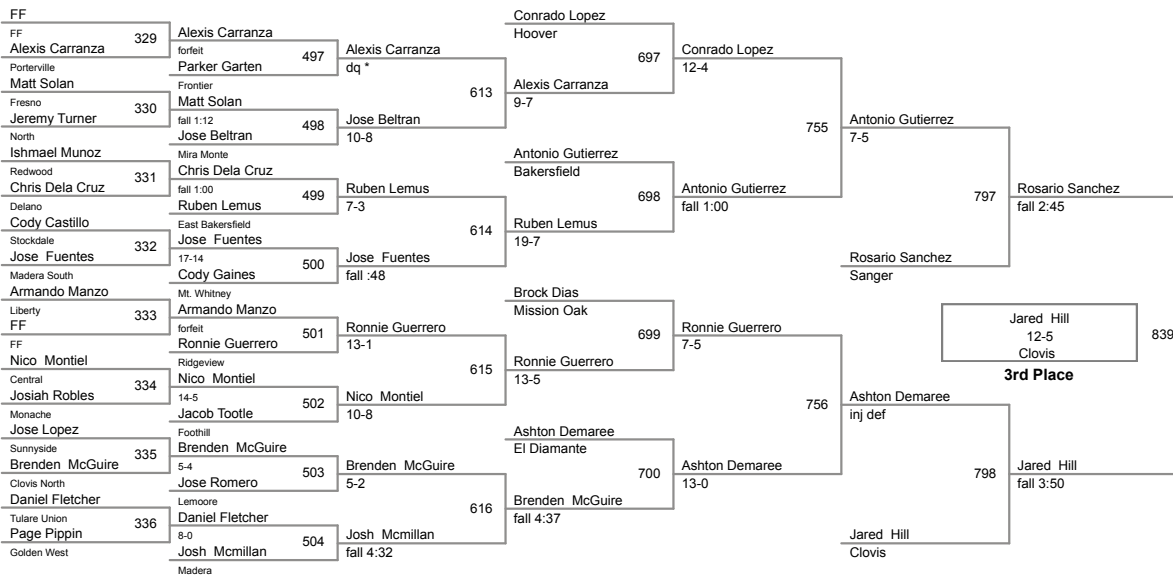 FF
FF
329
Alexis Carranza
Porterville
Matt Solan
Fresno
330
Jeremy Turner
North
Ishmael Munoz
Redwood
331
Chris Dela Cruz
Delano
Cody Castillo
Stockdale
332
Jose Fuentes
Madera South
Armando Manzo
Liberty
333
FF
FF
Nico Montiel
Central
334
Josiah Robles
Monache
Jose Lopez
Sunnyside
335
Brenden McGuire
Clovis North
Daniel Fletcher
Tulare Union
336
Page Pippin
Golden West
Alexis Carranza
forfeit
497
Parker Garten
Frontier
Matt Solan
fall 1:12
498
Jose Beltran
Mira Monte
Chris Dela Cruz
fall 1:00
499
Ruben Lemus
East Bakersfield
Jose Fuentes
17-14
500
Cody Gaines
Mt. Whitney
Armando Manzo
forfeit
501
Ronnie Guerrero
Ridgeview
Nico Montiel
14-5
502
Jacob Tootle
Foothill
Brenden McGuire
5-4
503
Jose Romero
Lemoore
Daniel Fletcher
8-0
504
Josh Mcmillan
Madera
Alexis Carranza
dq *
613
Jose Beltran
10-8
Ruben Lemus
7-3
614
Jose Fuentes
fall :48
Ronnie Guerrero
13-1
615
Nico Montiel
10-8
Brenden McGuire
5-2
616
Josh Mcmillan
fall 4:32
Conrado Lopez
Hoover
697
Alexis Carranza
9-7
Antonio Gutierrez
Bakersfield
698
Ruben Lemus
19-7
Brock Dias
Mission Oak
699
Ronnie Guerrero
13-5
Ashton Demaree
El Diamante
700
Brenden McGuire
fall 4:37
Conrado Lopez
12-4
755
Antonio Gutierrez
fall 1:00
Ronnie Guerrero
7-5
756
Ashton Demaree
13-0
Antonio Gutierrez
7-5
797
Rosario Sanchez
Sanger
Ashton Demaree
inj def
798
Jared Hill
Clovis
Rosario Sanchez
fall 2:45
Jared Hill
12-5
Clovis
839
3rd Place
Jared Hill
fall 3:50